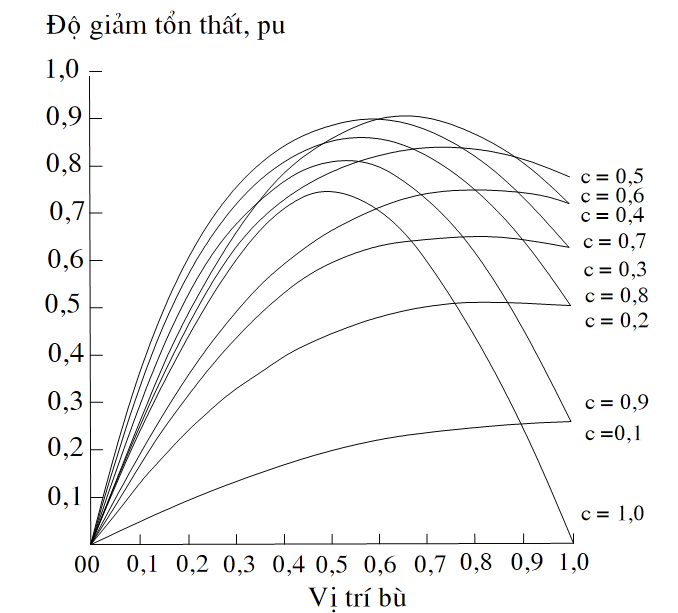 Độ giảm tổn thất, pu
1,0
0,9
0,8
0,7
0,6
0,5
0,4
0,3
0,2
0,1
c = 0,5
c = 0,6
c = 0,4
c = 0,7
c = 0,3
c = 0,8
c = 0,2
c = 0,9
c =0,1
c = 1,0
00 0,1 0,2 0,3 0,4 0,5 0,6 0,7 0,8 0,9 1,0
Vị trí bù